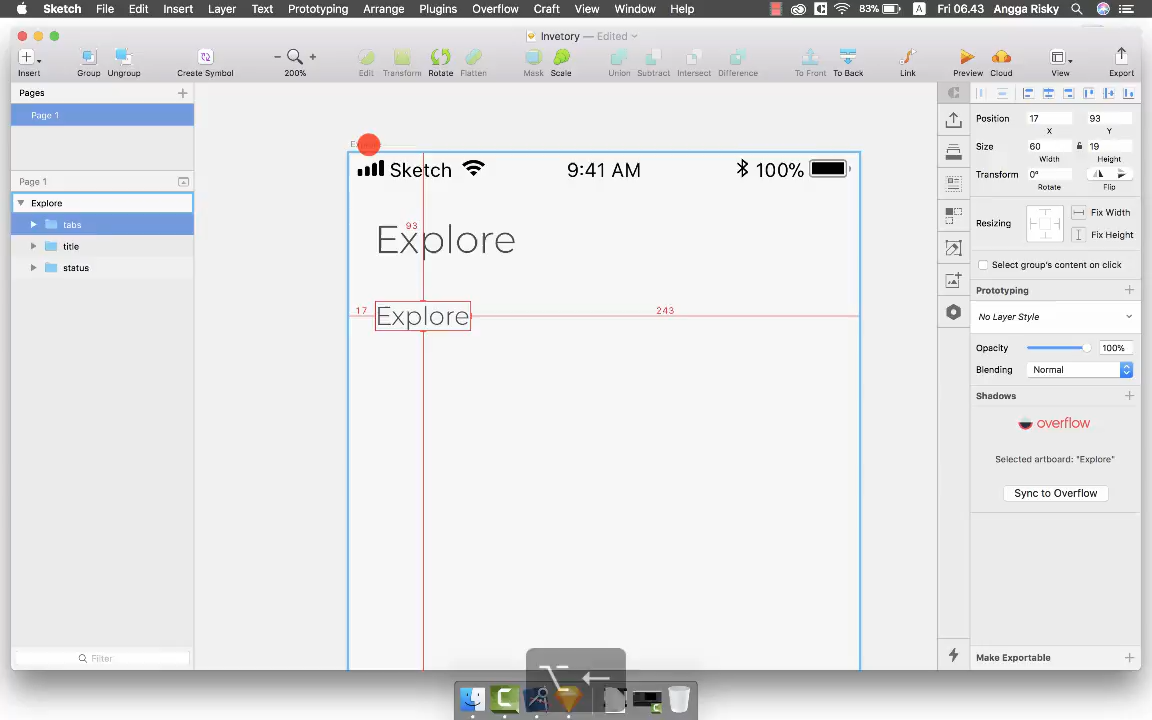 Sketch File Edit Insert Layer Text Prototyping Arrange Plugins Overflow Craft View Window Help 83% A Fri 06.43 Angga Risky
Invetory — Edited
Insert Group Ungroup Create Symbol 200% Edit Transform Rotate Flatten Mask Scale Union Subtract Intersect Difference To Front To Back Link Preview Cloud View Export
Pages
Page 1
Page 1
Explore
tabs
title
status
Filter
Sketch 9:41 AM 100%
93
Explore
17 Explore 243
Position 17 93
X Y
Size 60 19
Width Height
Transform 0°
Rotate Flip
Resizing Fix Width
Fix Height
Select group's content on click
Prototyping
No Layer Style
Opacity 100%
Blending Normal
Shadows
overflow
Selected artboard: "Explore"
Sync to Overflow
Make Exportable